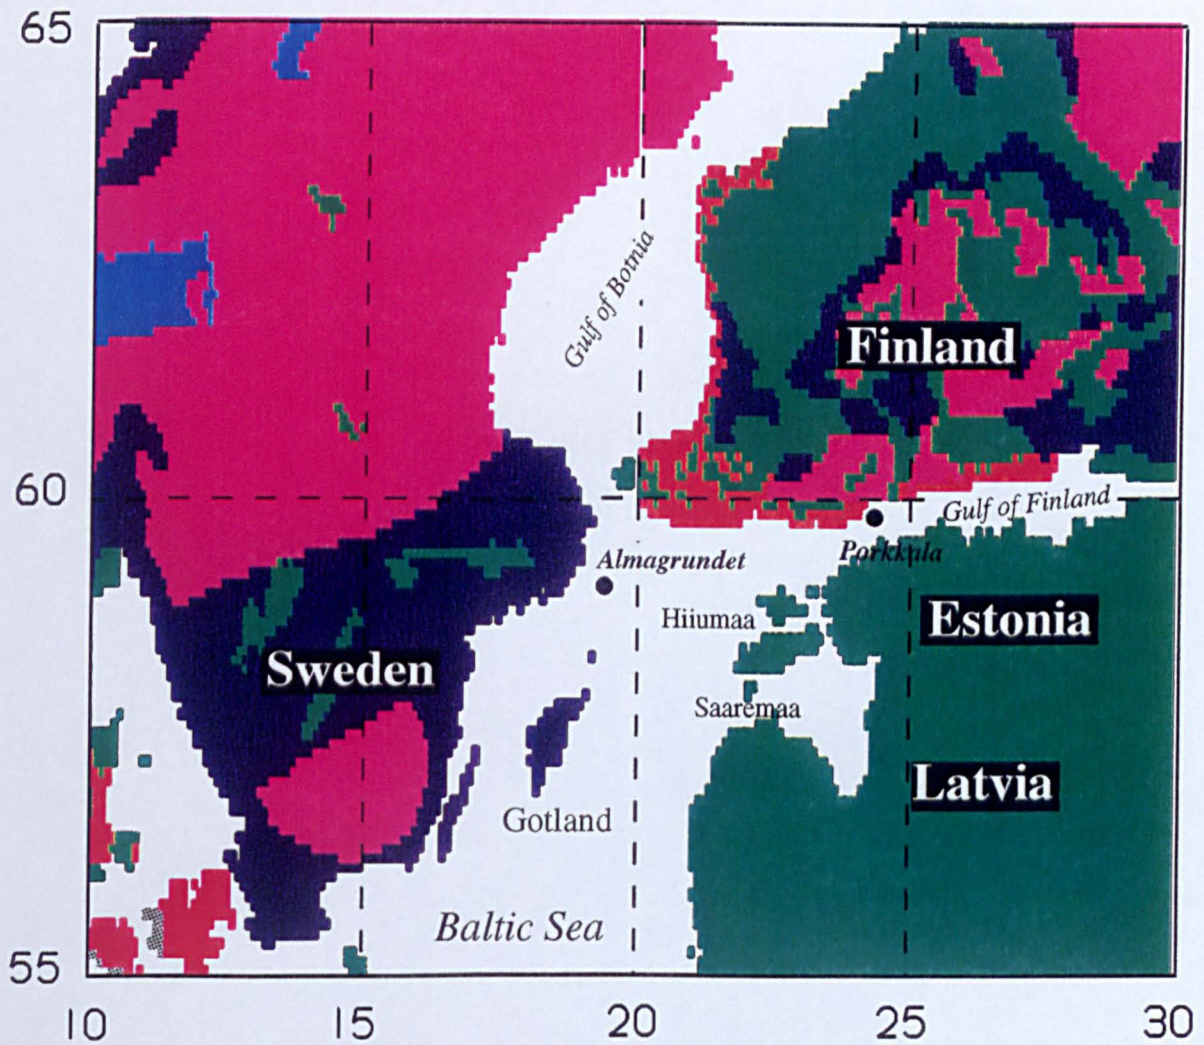 65
Gulf of Botnia
Finland
60
Gulf of Finland
Almagrundet
Porkkala
Hiiumaa
Estonia
Sweden
Saaremaa
Latvia
Gotland
Baltic Sea
55
10 15 20 25 30